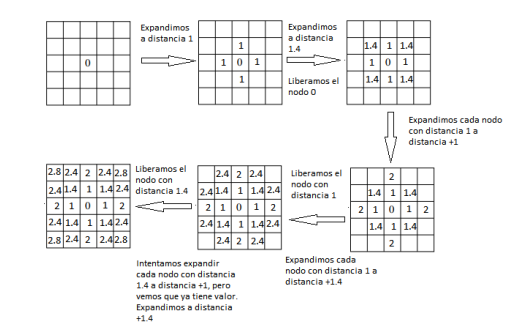 Expandimos
a distancia 1
Expandimos
a distancia
1.4
Liberamos el
nodo 0
0
1
1 0 1
1
1.4 1 1.4
1 0 1
1.4 1 1.4
Expandimos cada nodo
con distancia 1 a
distancia +1
2
1.4 1 1.4
2 1 0 1 2
1.4 1 1.4
2
Liberamos el
nodo con
distancia 1
Expandimos cada
nodo con distancia 1 a
distancia +1.4
2.4 2 2.4
2.4 1.4 1 1.4 2.4
2 1 0 1 2
2.4 1.4 1 1.4 2.4
2.4 2 2.4
Liberamos el
nodo con
distancia 1.4
Intentamos expandir
cada nodo con distancia
1.4 a distancia +1, pero
vemos que ya tiene valor.
Expandimos a distancia
+1.4
2.8 2.4 2 2.4 2.8
2.4 1.4 1 1.4 2.4
2 1 0 1 2
2.4 1.4 1 1.4 2.4
2.8 2.4 2 2.4 2.8